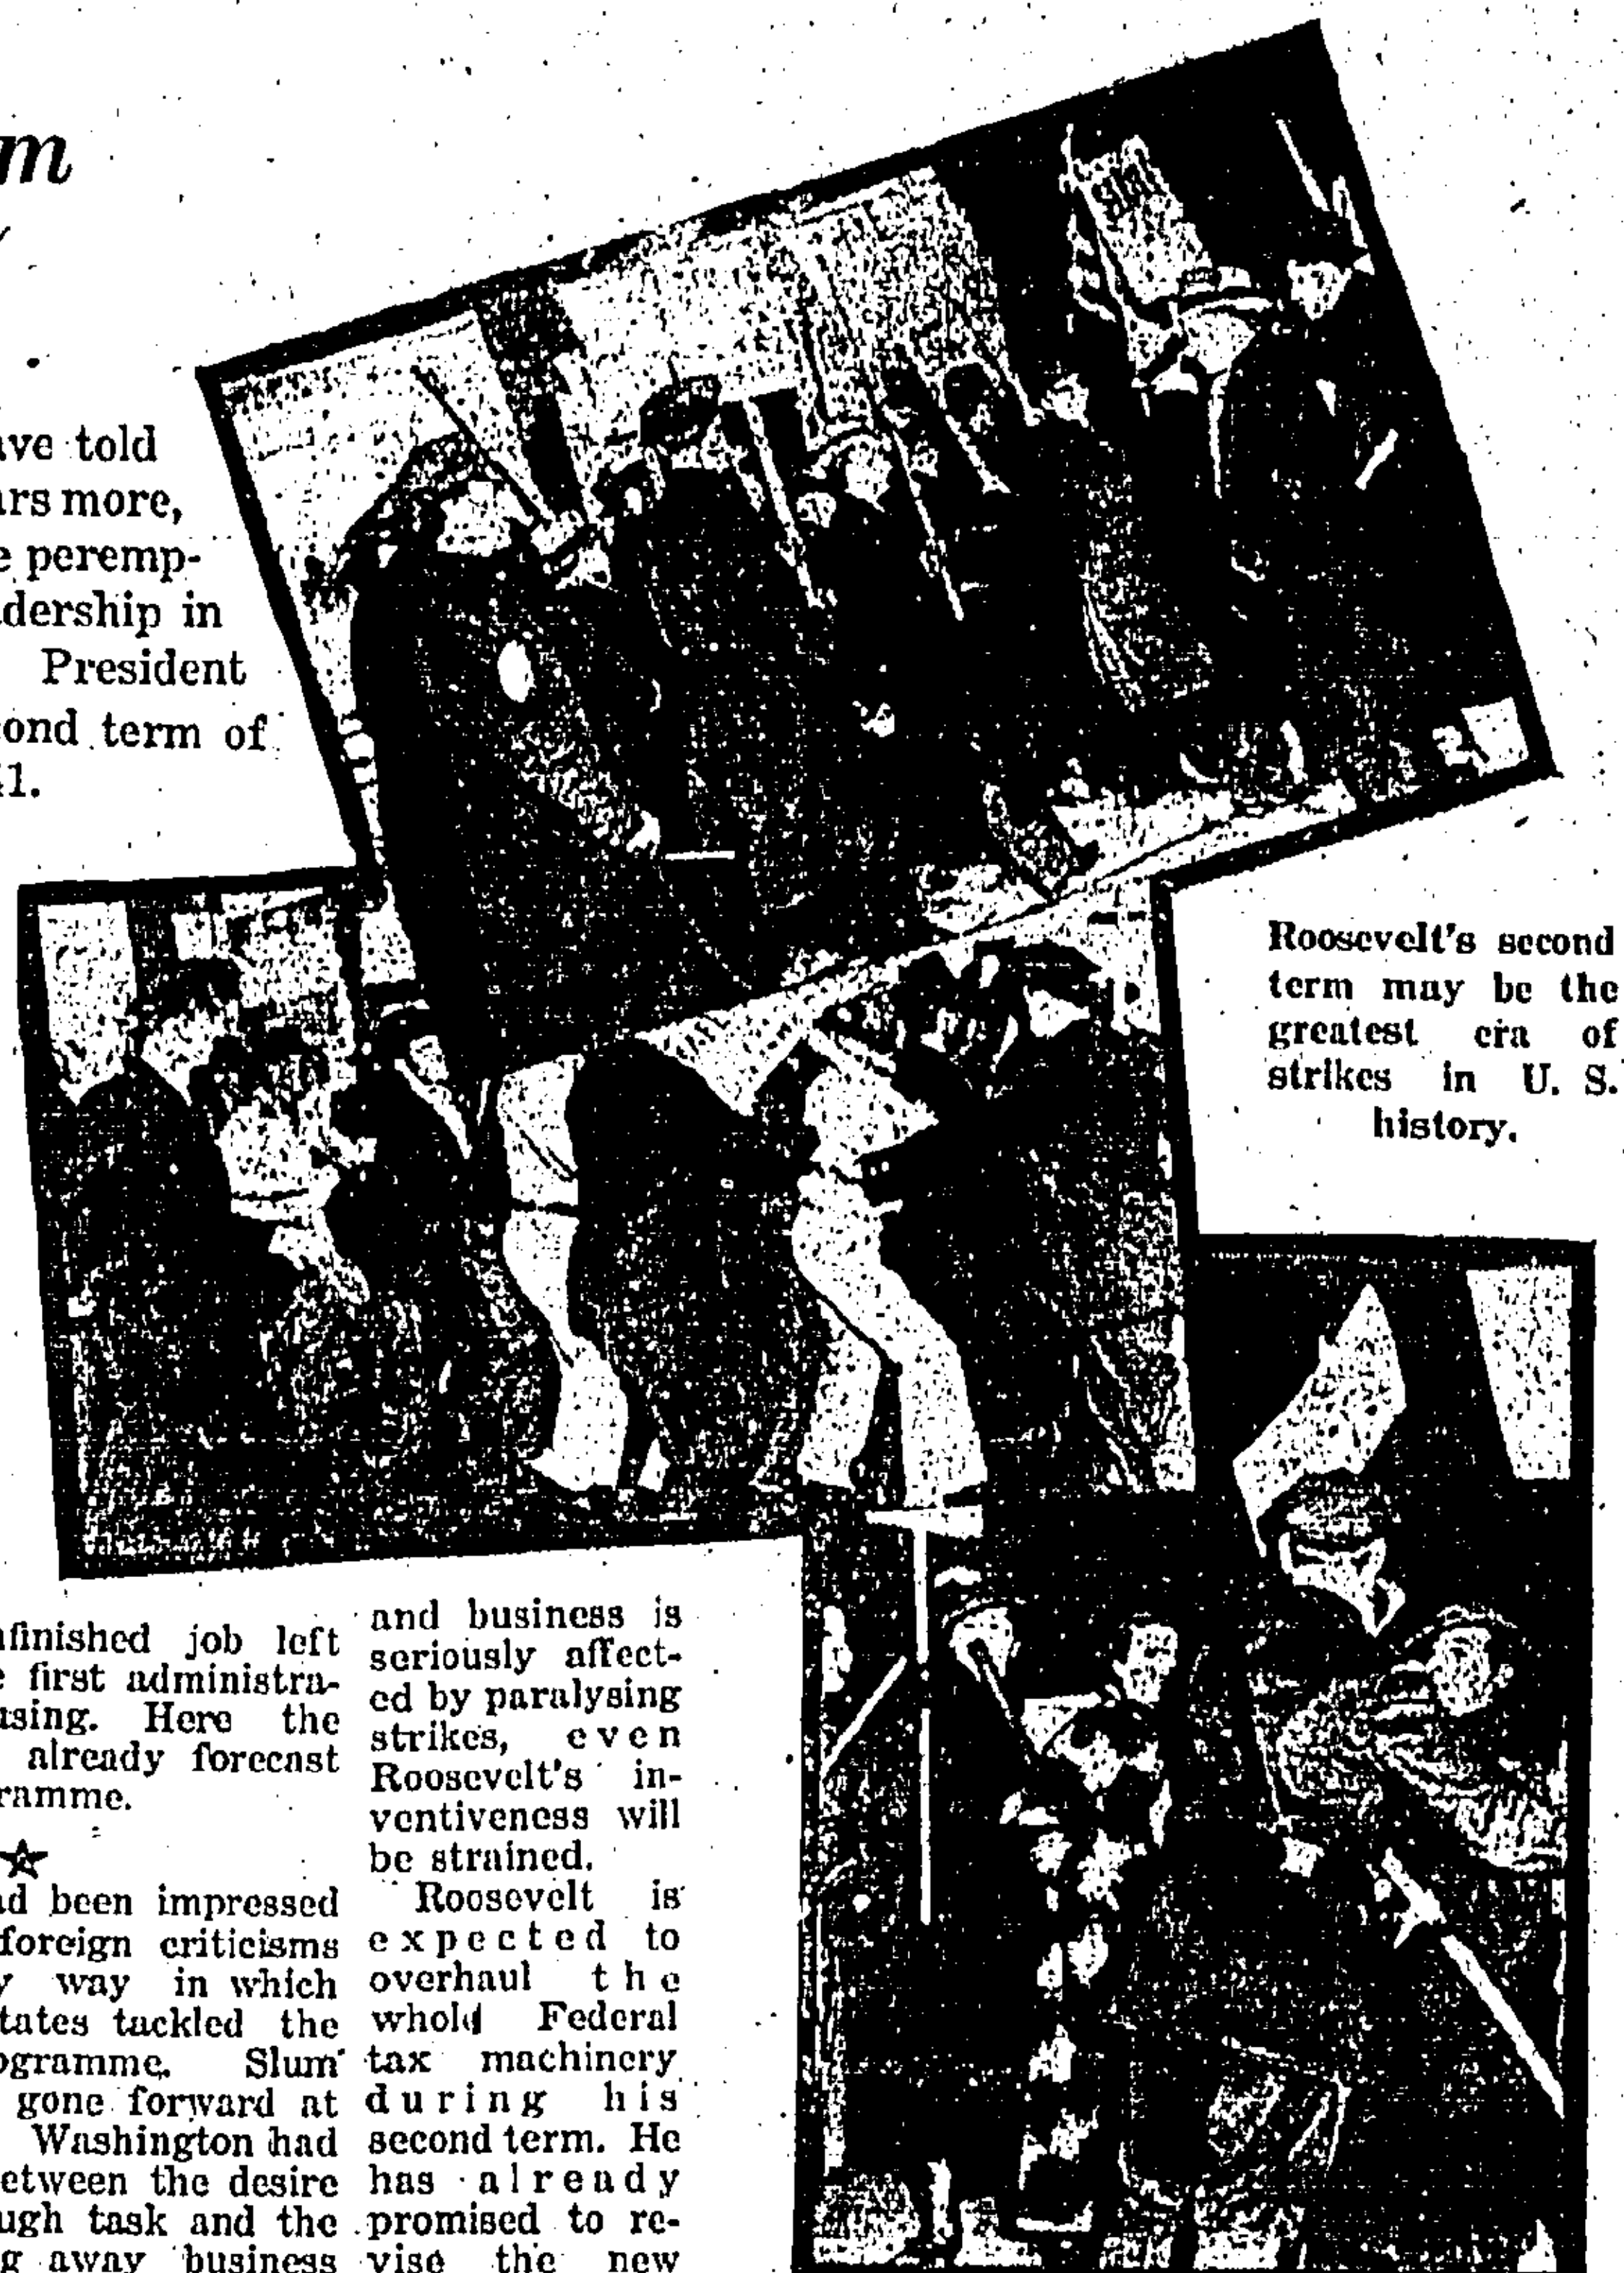 m
ave told
ars more,
e peremp-
adership in
President
cond term of
41.
Roosevelt's second
term may be the
greatest era of
strikes in U. S.
history.
nfinished job left
e first administra-
using. Here the
already forecast
ramme.
ad been impressed
foreign criticisms
y way in which
tates tackled the
ogramme. Slum
gone forward at
Washington had
etween the desire
ugh task and the
g away business
and business is
seriously affect-
ed by paralysing
strikes, even
Roosevelt's in-
ventiveness will
be strained.
Roosevelt is
expected to
overhaul the
whole Federal
tax machinery
during his
second term. He
has already
promised to re-
vise the new